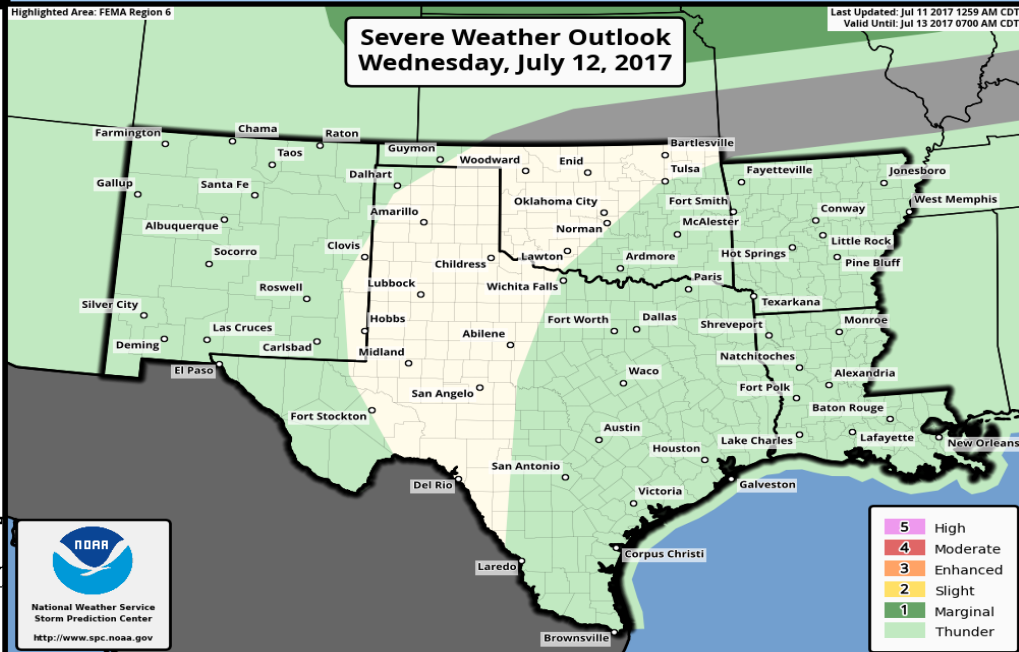 Highlighted Area: FEMA Region 6
Last Updated: Jul 11 2017 1259 AM CDT
Valid Until: Jul 13 2017 0700 AM CDT
Severe Weather Outlook
Wednesday, July 12, 2017
Farmington
Chama
Raton
Taos
Guymon
Woodward
Enid
Bartlesville
Gallup
Santa Fe
Dalhart
Tulsa
Fayetteville
Jonesboro
Albuquerque
Amarillo
Oklahoma City
Fort Smith
West Memphis
Norman
McAlester
Conway
Socorro
Clovis
Childress
Lawton
Ardmore
Hot Springs
Little Rock
Pine Bluff
Roswell
Lubbock
Wichita Falls
Paris
Texarkana
Silver City
Las Cruces
Hobbs
Abilene
Fort Worth
Dallas
Shreveport
Monroe
Deming
Carlsbad
Midland
Natchitoches
El Paso
San Angelo
Waco
Fort Polk
Alexandria
Fort Stockton
Baton Rouge
Austin
Houston
Lake Charles
Lafayette
New Orleans
San Antonio
Del Rio
Victoria
Galveston
Laredo
Corpus Christi
Brownsville
NOAA
National Weather Service
Storm Prediction Center
http://www.spc.noaa.gov
5 High
4 Moderate
3 Enhanced
2 Slight
1 Marginal
Thunder